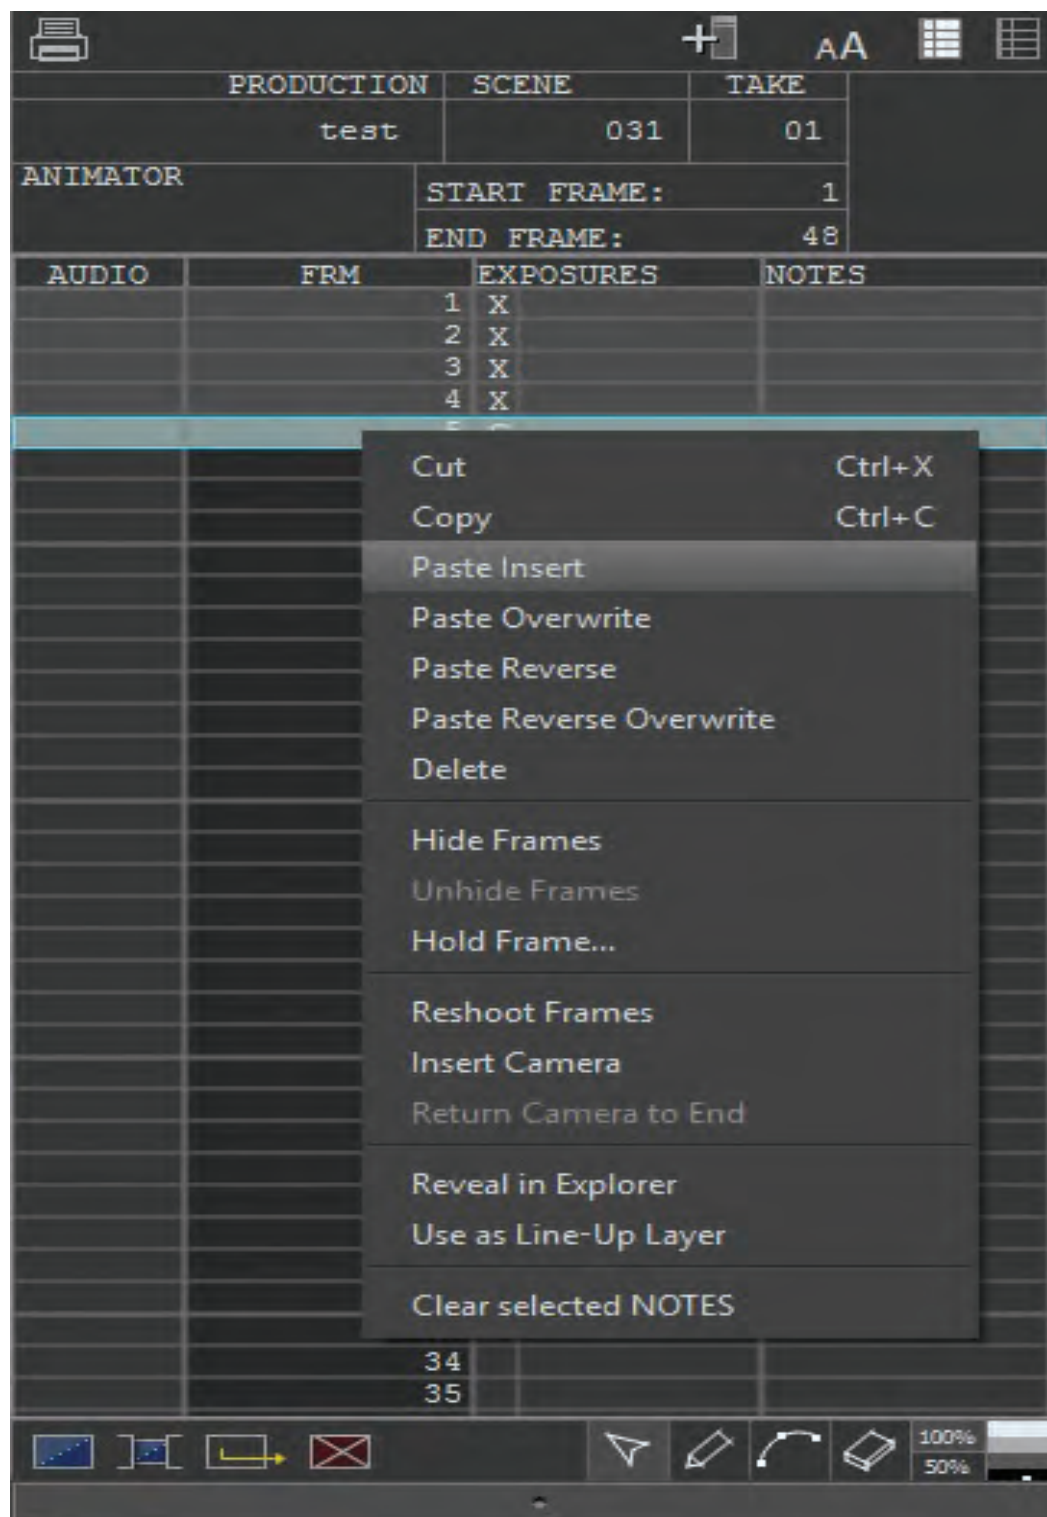 AA
PRODUCTION SCENE TAKE
test 031 01
ANIMATOR
START FRAME: 1
END FRAME: 48
AUDIO FRM EXPOSURES NOTES
1 X
2 X
3 X
4 X
Cut Ctrl+X
Copy Ctrl+C
Paste Insert
Paste Overwrite
Paste Reverse
Paste Reverse Overwrite
Delete
Hide Frames
Unhide Frames
Hold Frame...
Reshoot Frames
Insert Camera
Return Camera to End
Reveal in Explorer
Use as Line-Up Layer
Clear selected NOTES
34
35
100%
50%